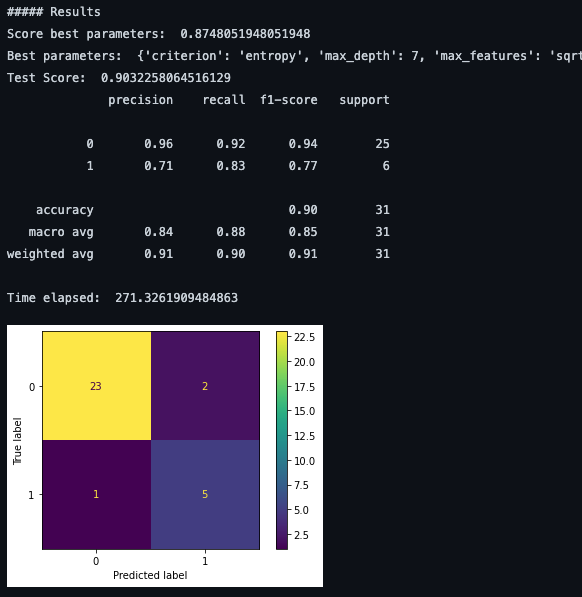 ##### Results
Score best parameters:  0.8748051948051948
Best parameters:  {'criterion': 'entropy', 'max_depth': 7, 'max_features': 'sqrt
Test Score:  0.9032258064516129
precision    recall  f1-score   support
0       0.96      0.92      0.94        25
1       0.71      0.83      0.77         6
accuracy                           0.90        31
macro avg       0.84      0.88      0.85        31
weighted avg       0.91      0.90      0.91        31
Time elapsed:  271.3261909484863
22.5
20.0
17.5
15.0
12.5
10.0
7.5
5.0
2.5
True label
0
23 2
1
1 5
0 1
Predicted label